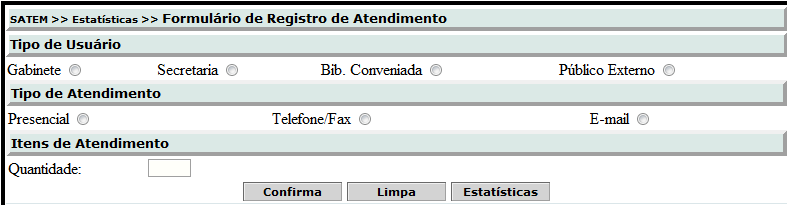 SATEM >> Estatísticas >> Formulário de Registro de Atendimento
Tipo de Usuário
Gabinete Secretaria Bib. Conveniada Público Externo
Tipo de Atendimento
Presencial Telefone/Fax E-mail
Itens de Atendimento
Quantidade:
Confirma Limpa Estatísticas